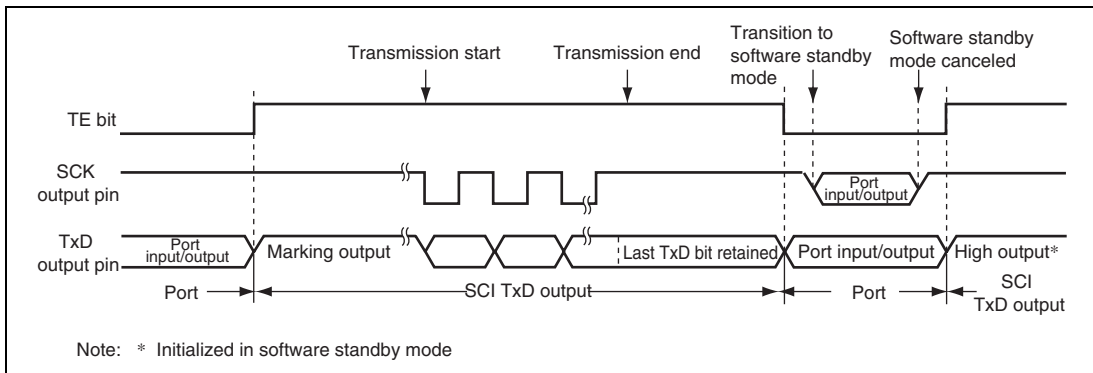 Transmission start
Transmission end
Transition to
software standby
mode
Software standby
mode canceled
TE bit
SCK
output pin
Port
input/output
TxD
output pin
Port
input/output
Marking output
Last TxD bit retained
Port input/output
High output*
Port
SCI TxD output
Port
SCI
TxD output
Note: * Initialized in software standby mode